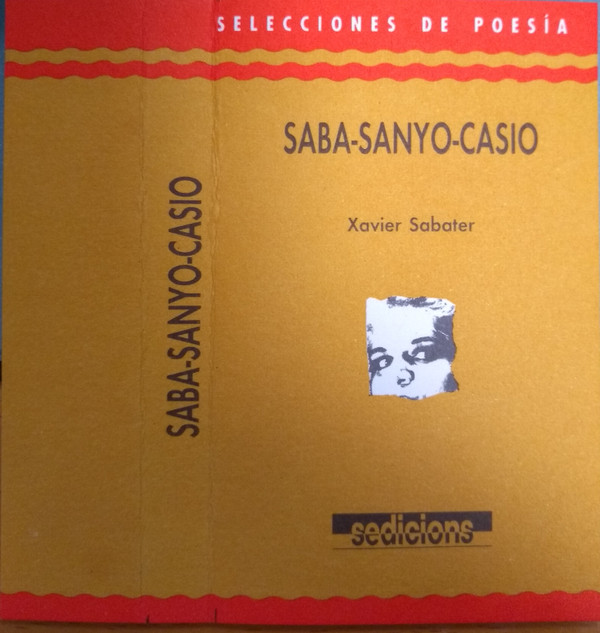 SELECCIONES DE POESÍA
SABA-SANYO-CASIO
Xavier Sabater
SABA-SANYO-CASIO
sedicions